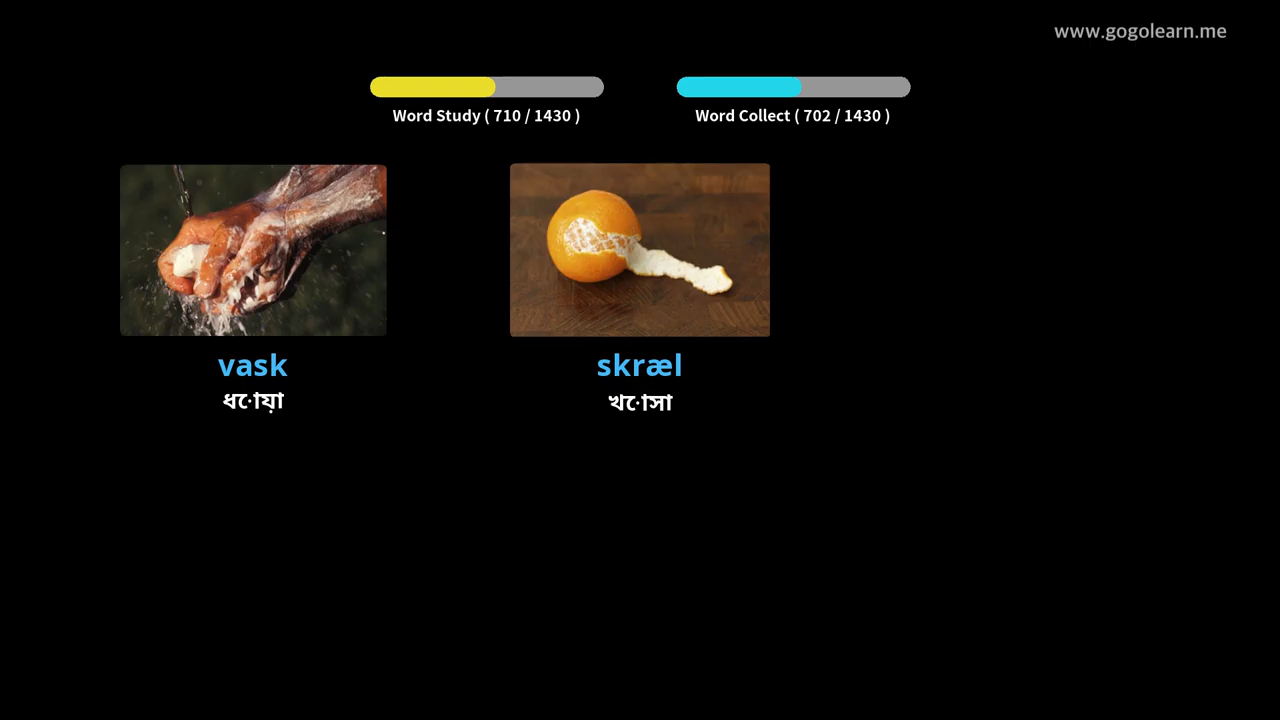 www.gogolearn.me
Word Study ( 710 / 1430 )
Word Collect ( 702 / 1430 )
vask
skræl
ধোয়া
খোসা